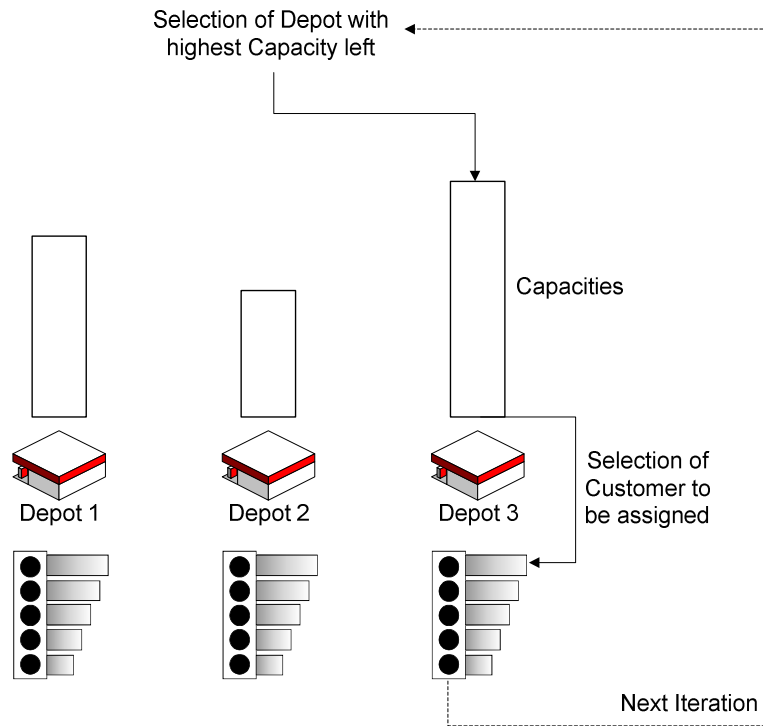 Selection of Depot with
highest Capacity left
Capacities
Depot 1
Depot 2
Depot 3
Selection of
Customer to
be assigned
Next Iteration